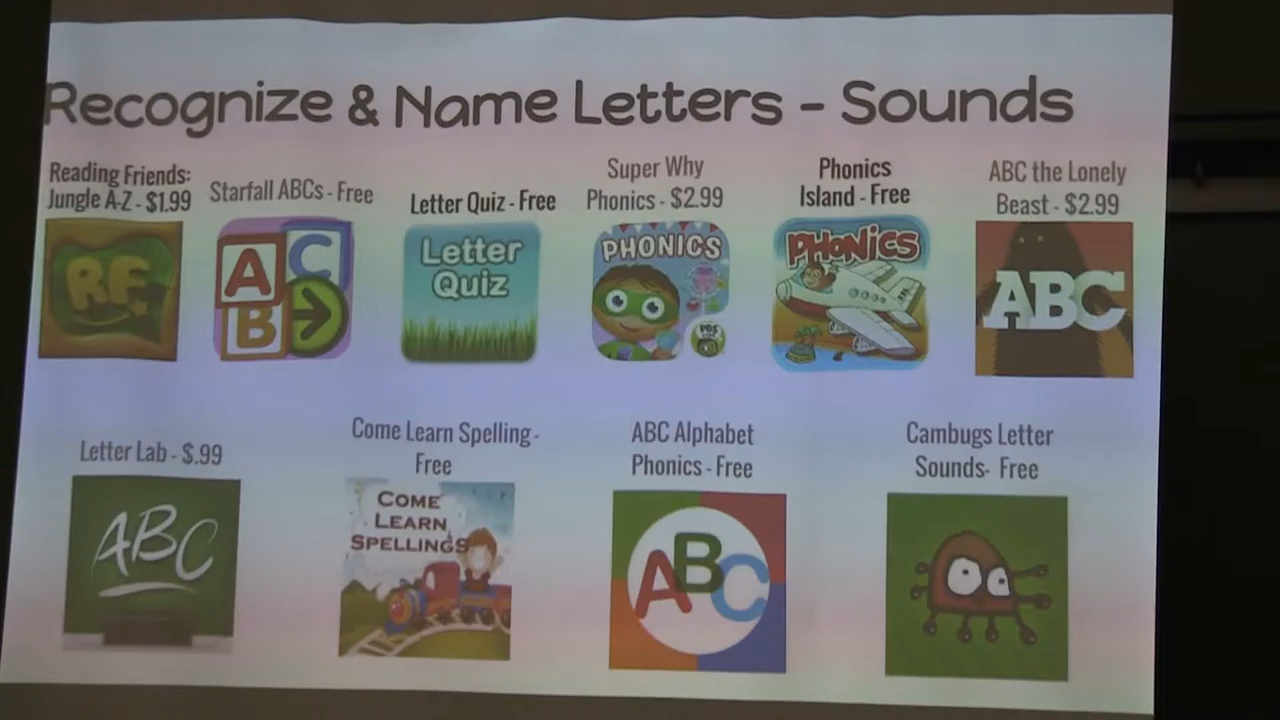 Recognize & Name Letters - Sounds
Reading Friends:
Jungle A-Z - $1.99
Starfall ABCs - Free
Letter Quiz - Free
Super Why
Phonics - $2.99
Phonics
Island - Free
ABC the Lonely
Beast - $2.99
RF
A C
B
Letter
Quiz
PHONICS
PBS
PHONICS
ABC
Letter Lab - $.99
Come Learn Spelling -
Free
ABC Alphabet
Phonics - Free
Cambugs Letter
Sounds- Free
ABC
COME
LEARN
SPELLINGS
ABC